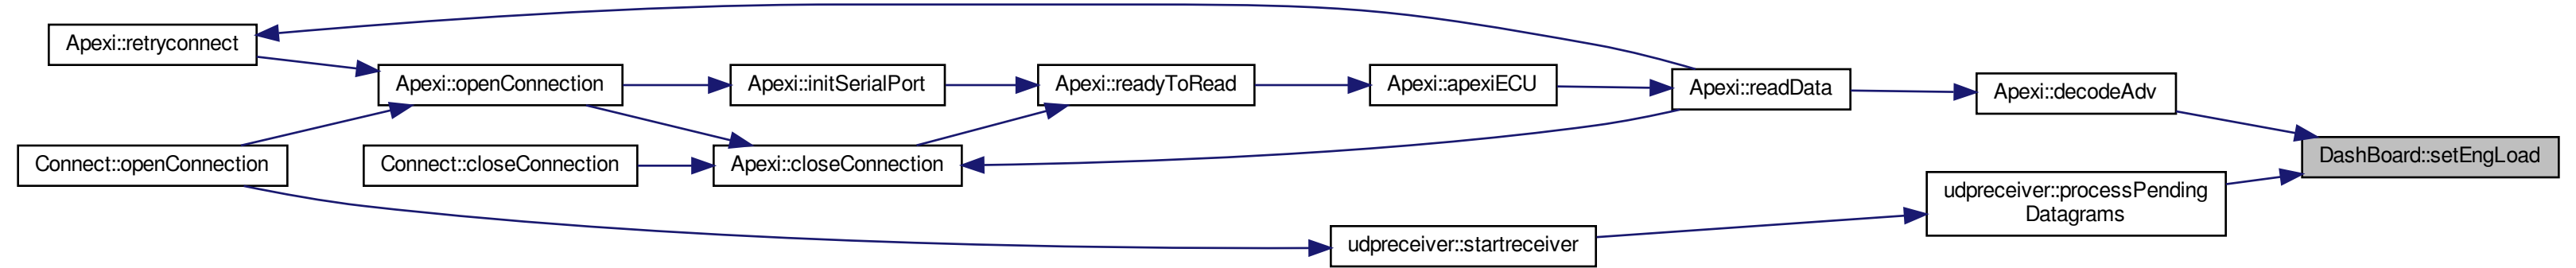 Apexi::retryconnect
Apexi::openConnection
Apexi::initSerialPort
Apexi::readyToRead
Apexi::apexiECU
Apexi::readData
Apexi::decodeAdv
Connect::openConnection
Connect::closeConnection
Apexi::closeConnection
DashBoard::setEngLoad
udpreceiver::processPending
Datagrams
udpreceiver::startreceiver